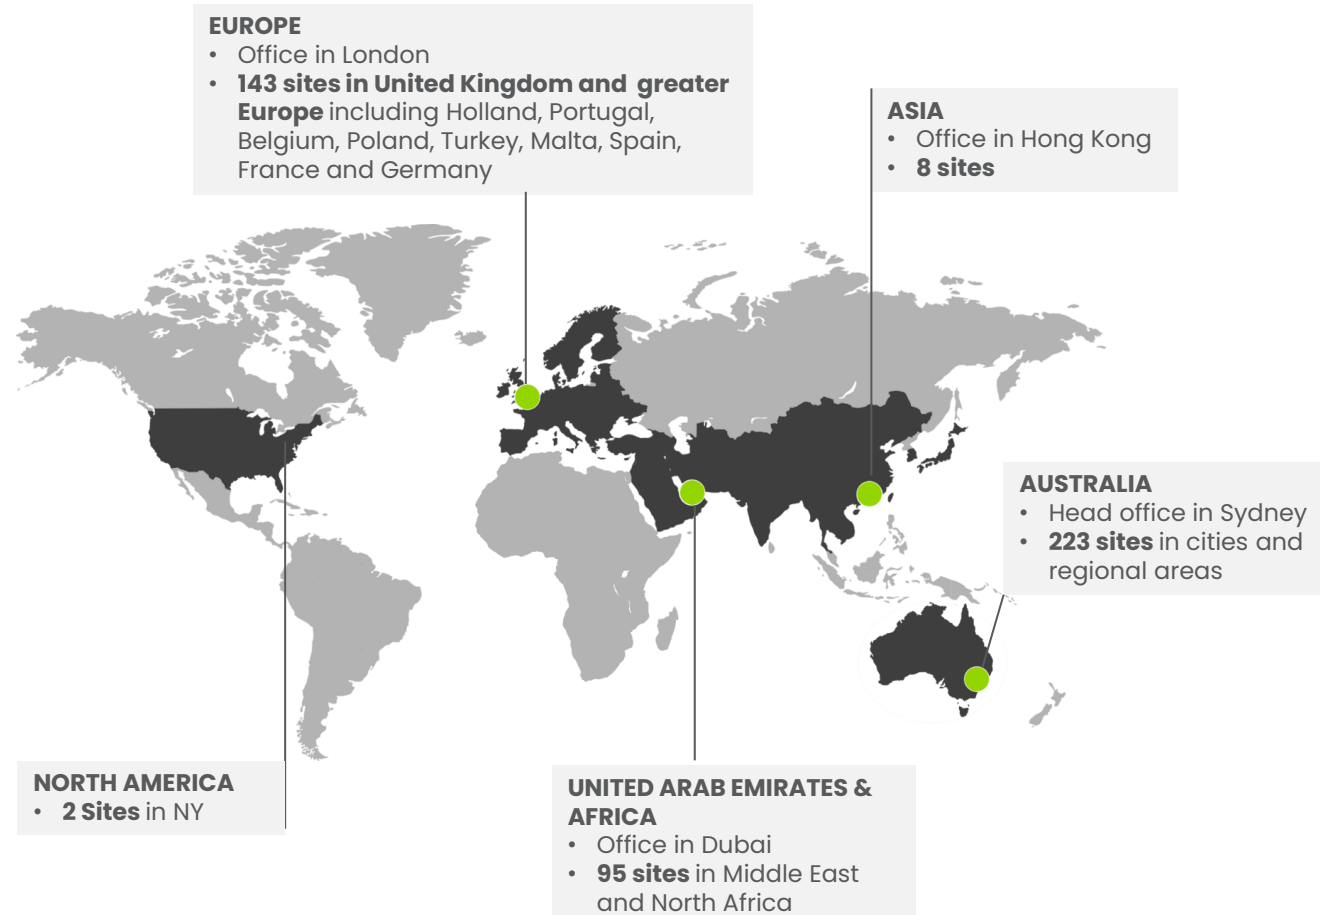 EUROPE
• Office in London
• 143 sites in United Kingdom and greater
Europe including Holland, Portugal,
Belgium, Poland, Turkey, Malta, Spain,
France and Germany
ASIA
• Office in Hong Kong
• 8 sites
AUSTRALIA
• Head office in Sydney
• 223 sites in cities and
regional areas
NORTH AMERICA
• 2 Sites in NY
UNITED ARAB EMIRATES &
AFRICA
• Office in Dubai
• 95 sites in Middle East
and North Africa